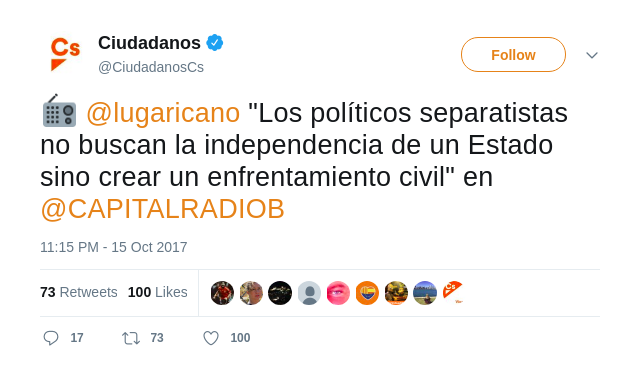 Cs
Ciudadanos
@CiudadanosCs
Follow
@lugaricano "Los políticos separatistas
no buscan la independencia de un Estado
sino crear un enfrentamiento civil" en
@CAPITALRADIOB
11:15 PM - 15 Oct 2017
73 Retweets 100 Likes
Cs
17 73 100